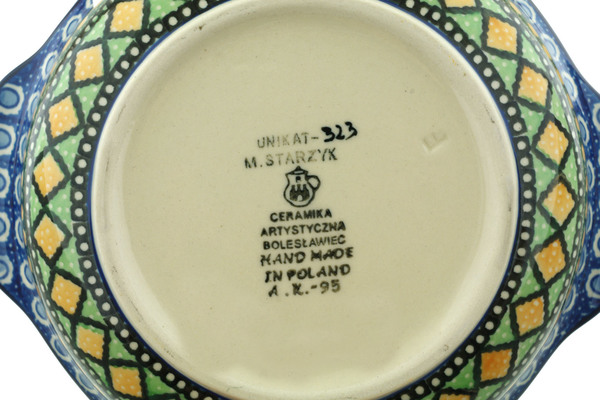 UNIKAT-323
M. STARZYK
CERAMIKA
ARTYSTYCZNA
BOLESŁAWIEC
HAND MADE
IN POLAND
A.K.-95